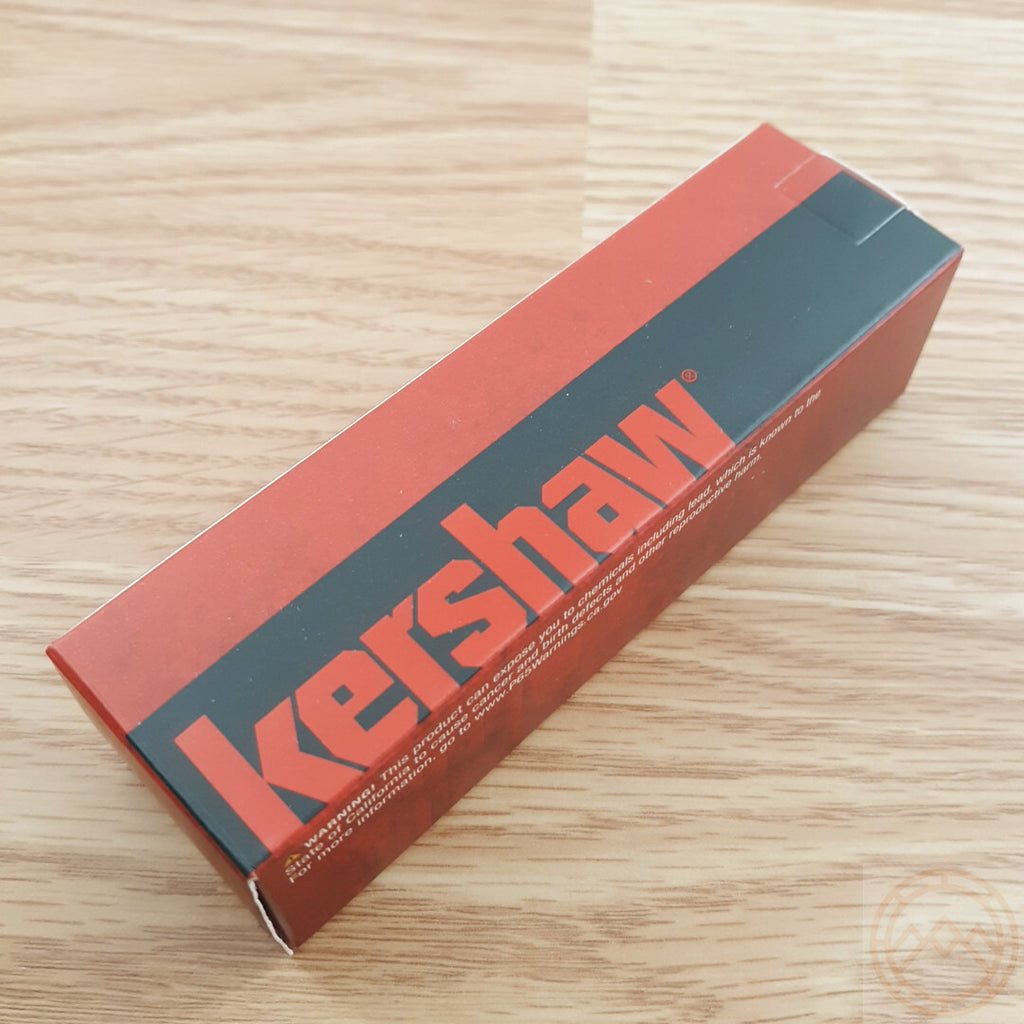 kershaw®
⚠ WARNING! This product can expose you to chemicals including lead, which is known to the
State of California to cause cancer and birth defects and other reproductive harm.
For more information, go to www.P65Warnings.ca.gov